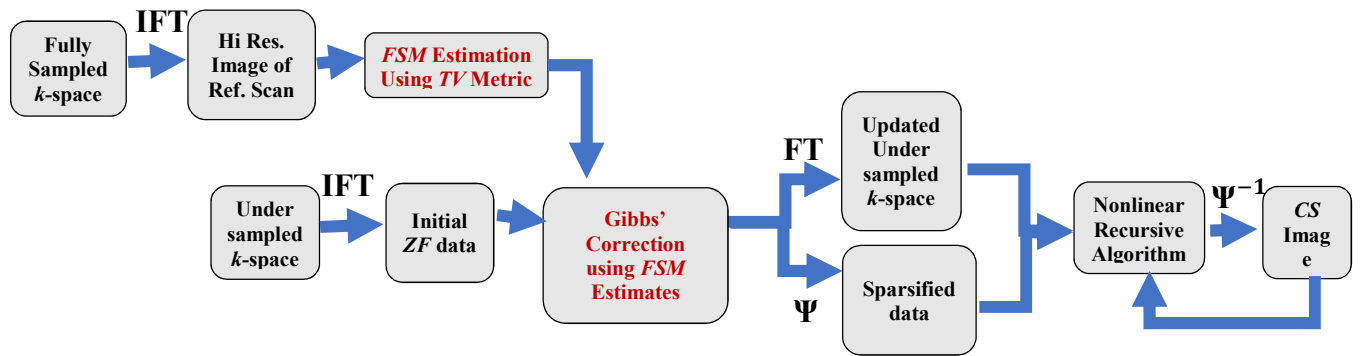 IFT
Fully
Sampled
k-space
Hi Res.
Image of
Ref. Scan
FSM Estimation
Using TV Metric
IFT
Under
sampled
k-space
Initial
ZF data
Gibbs’
Correction
using FSM
Estimates
FT
Updated
Under
sampled
k-space
Ψ
Sparsified
data
Nonlinear
Recursive
Algorithm
Ψ⁻¹
CS
Imag
e